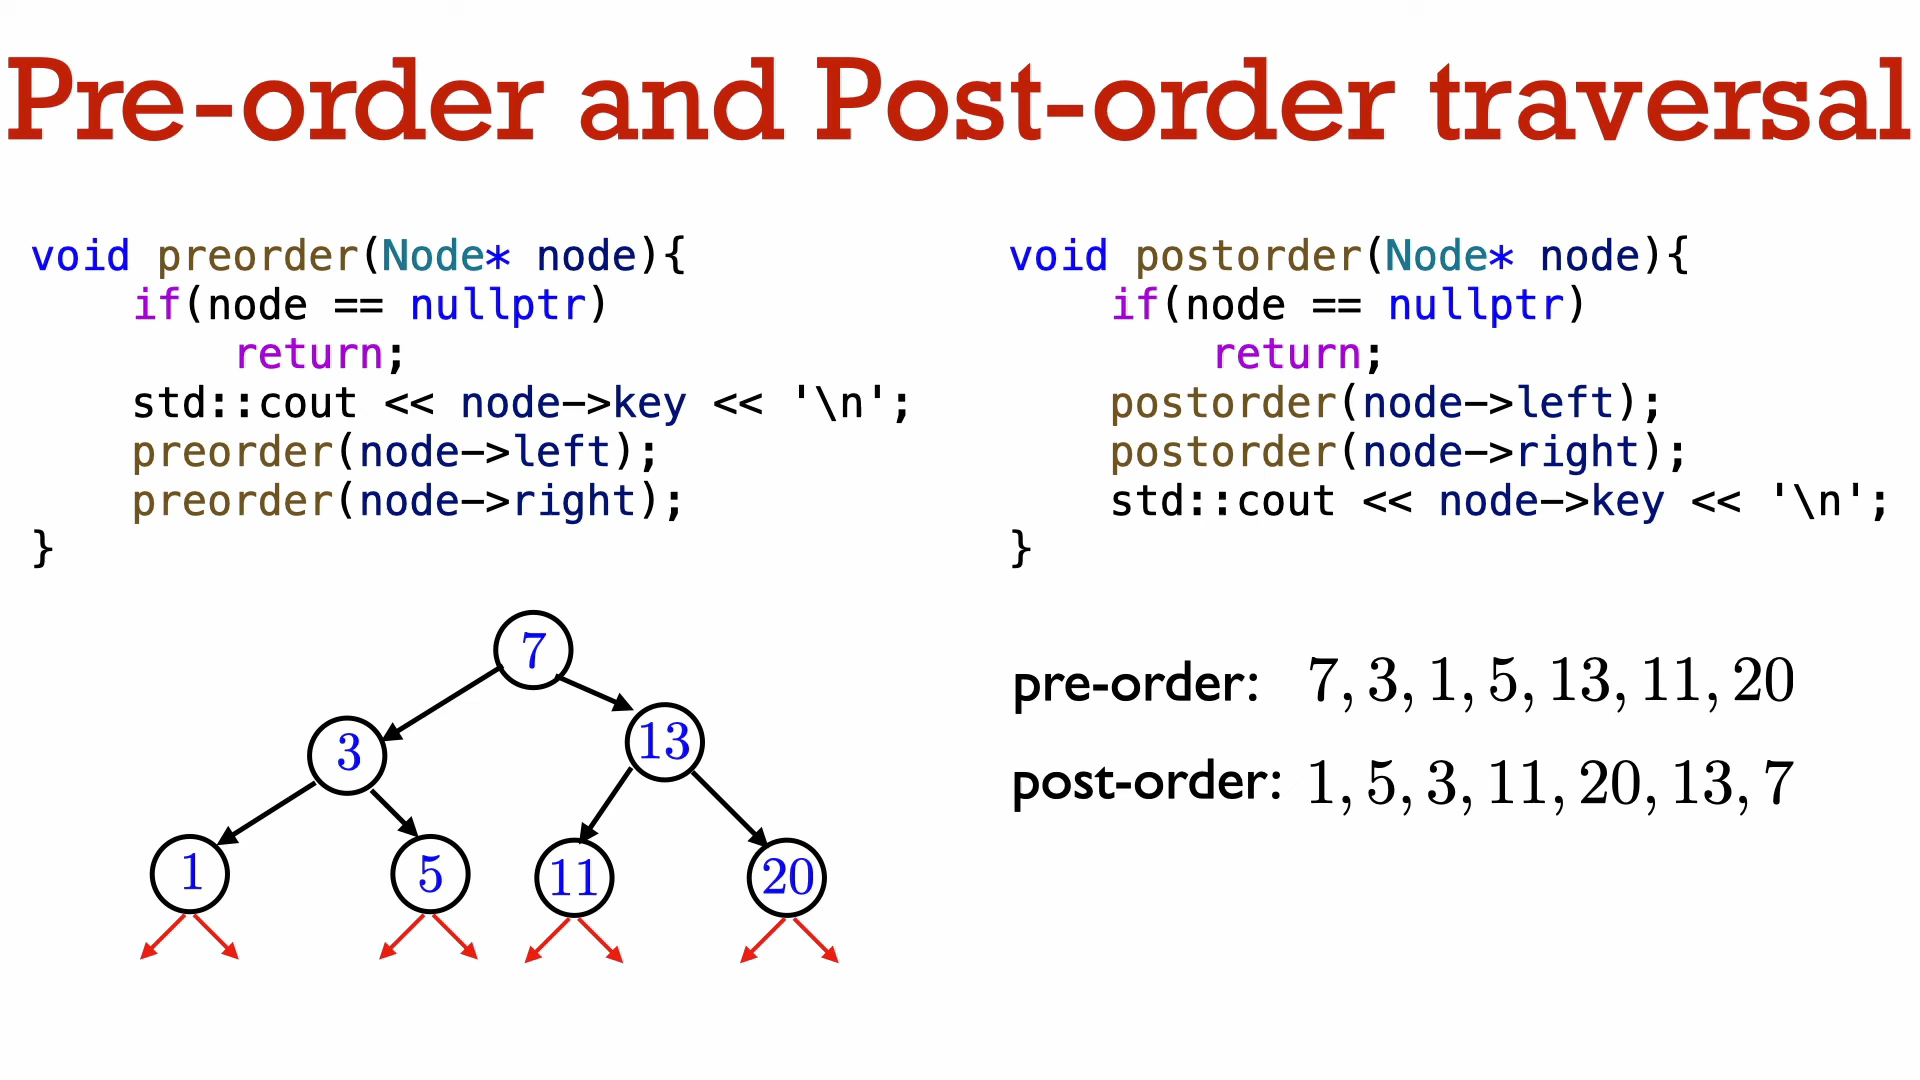 Pre-order and Post-order traversal
void preorder(Node* node){
    if(node == nullptr)
        return;
    std::cout << node->key << '\n';
    preorder(node->left);
    preorder(node->right);
}
void postorder(Node* node){
    if(node == nullptr)
        return;
    postorder(node->left);
    postorder(node->right);
    std::cout << node->key << '\n';
}
7
3
13
1
5
11
20
pre-order: 7, 3, 1, 5, 13, 11, 20
post-order: 1, 5, 3, 11, 20, 13, 7